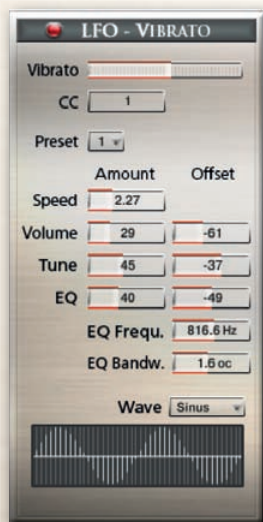 LFO - VIBRATO
Vibrato
CC 1
Preset 1
Amount Offset
Speed 2.27
Volume 29 -61
Tune 45 -37
EQ 40 -49
EQ Frequ. 816.6 Hz
EQ Bandw. 1.6 oc
Wave Sinus